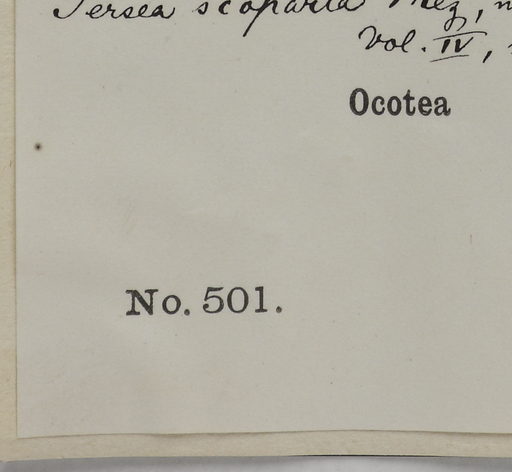 Persea scoparia Mez,
Vol. IV,
Ocotea
No. 501.